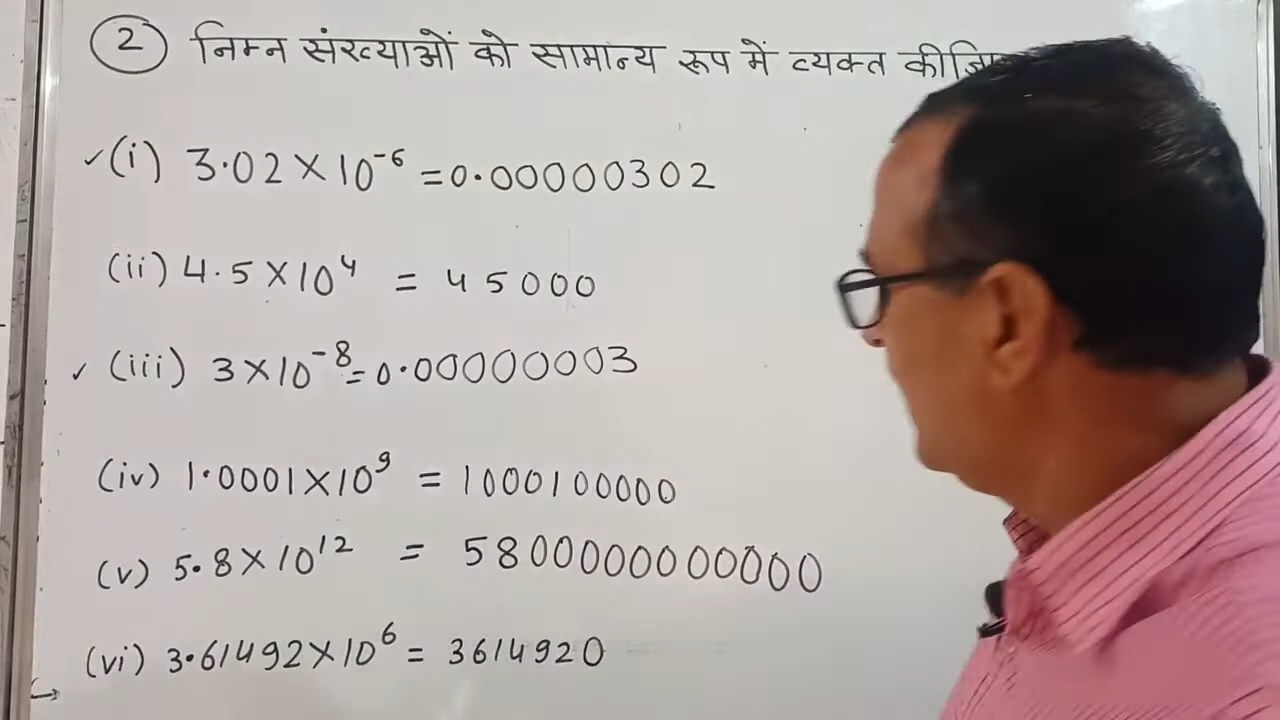 2 निम्न संख्याओं को सामान्य रूप में व्यक्त
✓(i) 3.02×10⁻⁶ =0.00000302
(ii) 4.5×10⁴ = 45000
✓(iii) 3×10⁻⁸=0.00000003
(iv) 1.0001×10⁹ = 1000100000
(v) 5.8×10¹² = 5800000000000
(vi) 3.61492×10⁶ = 3614920